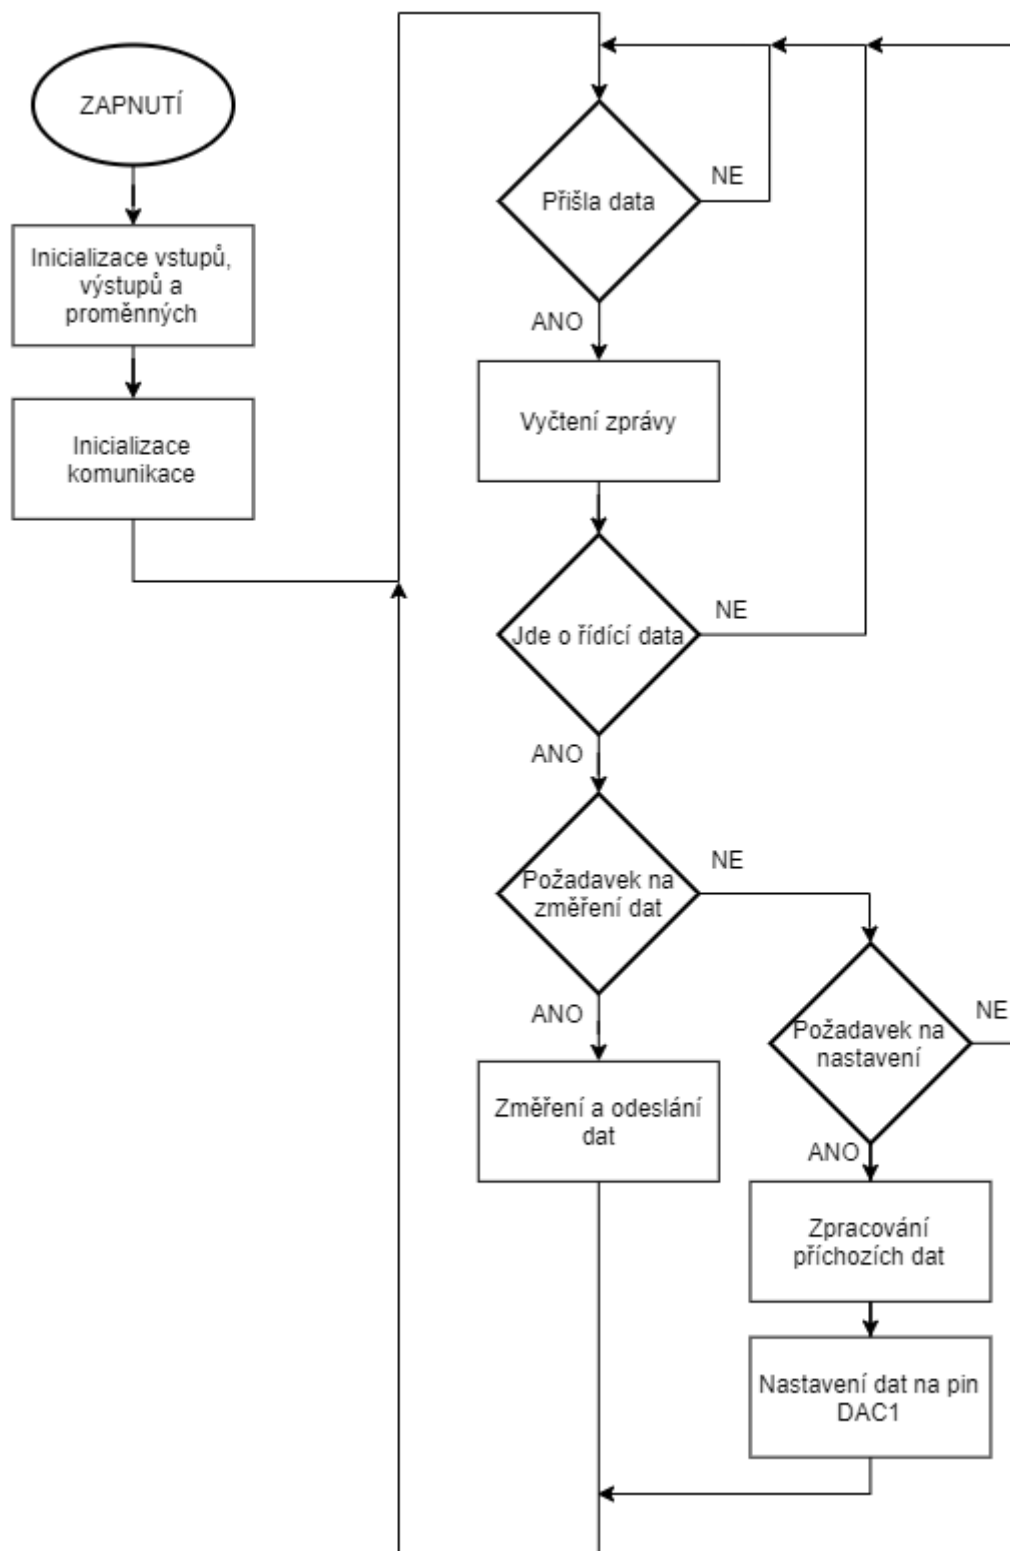 ZAPNUTÍ
Inicializace vstupů,
výstupů a
proměnných
Inicializace
komunikace
Přišla data
NE
ANO
Vyčtení zprávy
Jde o řídící data
NE
ANO
Požadavek na
změření dat
NE
ANO
Změření a odeslání
dat
Požadavek na
nastavení
NE
ANO
Zpracování
příchozích dat
Nastavení dat na pin
DAC1